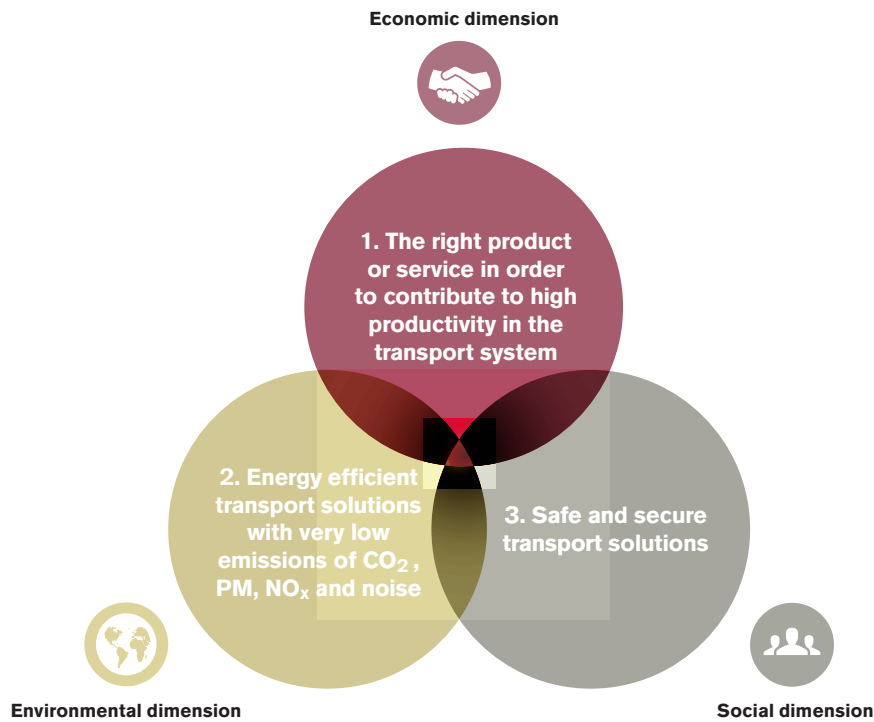 Economic dimension
1. The right product
or service in order
to contribute to high
productivity in the
transport system
2. Energy efficient
transport solutions
with very low
emissions of CO₂ ,
PM, NOₓ and noise
3. Safe and secure
transport solutions
Environmental dimension
Social dimension